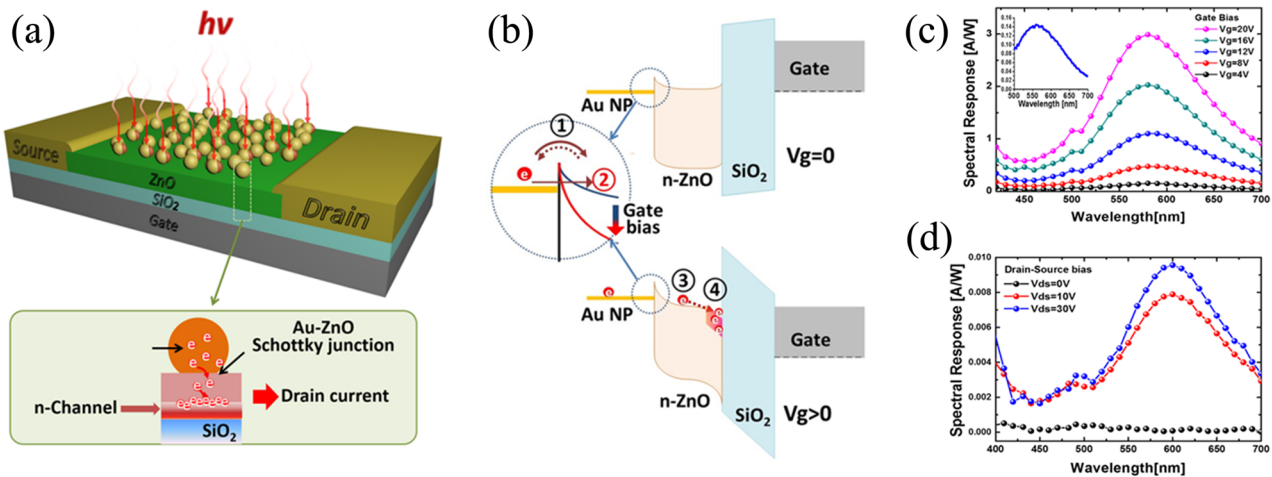 (a)
hν
Source
ZnO
SiO₂
Gate
Drain
Au-ZnO
Schottky junction
e e e e e e e
e e e e e e e
n-Channel
Drain current
SiO₂
(b)
Au NP
Gate
n-ZnO
SiO₂
Vg=0
①
e
②
Gate
bias
e
Au NP
③
④
e
e
e
e
Gate
n-ZnO
SiO₂
Vg>0
(c)
Spectral Response [A/W]
3
2
1
0
0.16
0.14
0.12
0.10
0.08
0.06
0.04
0.02
0.00
500 550 600 650 700
Wavelength [nm]
Gate Bias
Vg=20V
Vg=16V
Vg=12V
Vg=8V
Vg=4V
450 500 550 600 650 700
Wavelength[nm]
(d)
Spectral Response [A/W]
0.010
0.008
0.006
0.004
0.002
0.000
Drain-Source bias
Vds=0V
Vds=10V
Vds=30V
400 450 500 550 600 650 700
Wavelength[nm]